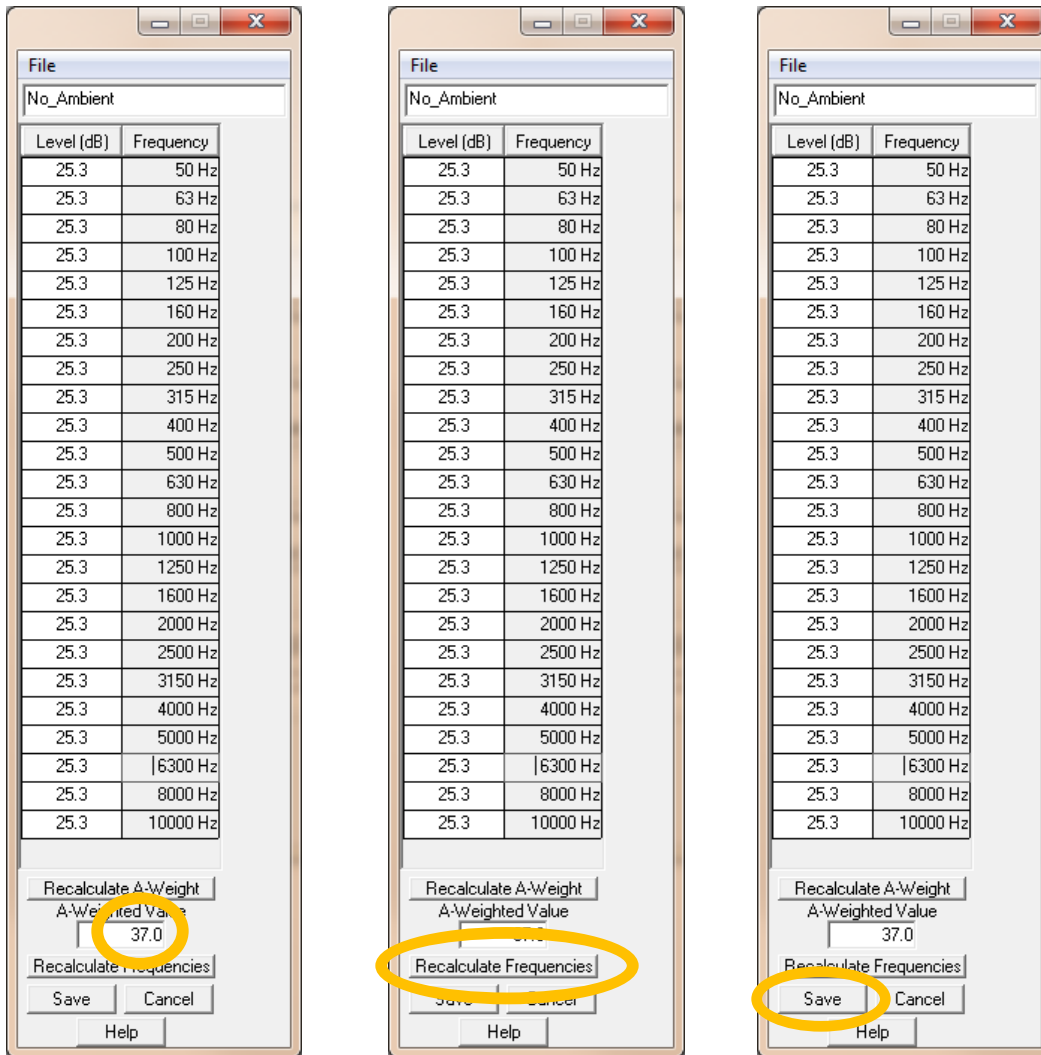 File
No_Ambient
Level (dB) Frequency
25.3 50 Hz
25.3 63 Hz
25.3 80 Hz
25.3 100 Hz
25.3 125 Hz
25.3 160 Hz
25.3 200 Hz
25.3 250 Hz
25.3 315 Hz
25.3 400 Hz
25.3 500 Hz
25.3 630 Hz
25.3 800 Hz
25.3 1000 Hz
25.3 1250 Hz
25.3 1600 Hz
25.3 2000 Hz
25.3 2500 Hz
25.3 3150 Hz
25.3 4000 Hz
25.3 5000 Hz
25.3 6300 Hz
25.3 8000 Hz
25.3 10000 Hz
Recalculate A-Weight
A-Weighted Value
37.0
Recalculate Frequencies
Save Cancel
Help
File
No_Ambient
Level (dB) Frequency
25.3 50 Hz
25.3 63 Hz
25.3 80 Hz
25.3 100 Hz
25.3 125 Hz
25.3 160 Hz
25.3 200 Hz
25.3 250 Hz
25.3 315 Hz
25.3 400 Hz
25.3 500 Hz
25.3 630 Hz
25.3 800 Hz
25.3 1000 Hz
25.3 1250 Hz
25.3 1600 Hz
25.3 2000 Hz
25.3 2500 Hz
25.3 3150 Hz
25.3 4000 Hz
25.3 5000 Hz
25.3 6300 Hz
25.3 8000 Hz
25.3 10000 Hz
Recalculate A-Weight
A-Weighted Value
37.0
Recalculate Frequencies
Save Cancel
Help
File
No_Ambient
Level (dB) Frequency
25.3 50 Hz
25.3 63 Hz
25.3 80 Hz
25.3 100 Hz
25.3 125 Hz
25.3 160 Hz
25.3 200 Hz
25.3 250 Hz
25.3 315 Hz
25.3 400 Hz
25.3 500 Hz
25.3 630 Hz
25.3 800 Hz
25.3 1000 Hz
25.3 1250 Hz
25.3 1600 Hz
25.3 2000 Hz
25.3 2500 Hz
25.3 3150 Hz
25.3 4000 Hz
25.3 5000 Hz
25.3 6300 Hz
25.3 8000 Hz
25.3 10000 Hz
Recalculate A-Weight
A-Weighted Value
37.0
Recalculate Frequencies
Save Cancel
Help